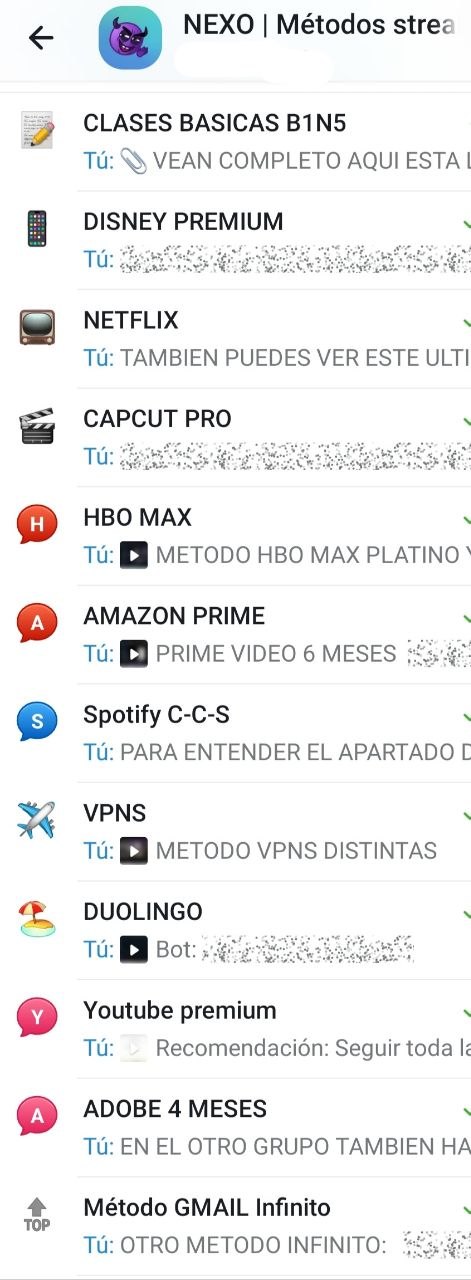 NEXO | Métodos strea
CLASES BASICAS B1N5
Tú: 📎 VEAN COMPLETO AQUI ESTA L
DISNEY PREMIUM
Tú:
NETFLIX
Tú: TAMBIEN PUEDES VER ESTE ULTI
CAPCUT PRO
Tú:
H
HBO MAX
Tú: METODO HBO MAX PLATINO Y
A
AMAZON PRIME
Tú: PRIME VIDEO 6 MESES
S
Spotify C-C-S
Tú: PARA ENTENDER EL APARTADO D
VPNS
Tú: METODO VPNS DISTINTAS
DUOLINGO
Tú: Bot:
Y
Youtube premium
Tú: Recomendación: Seguir toda la
A
ADOBE 4 MESES
Tú: EN EL OTRO GRUPO TAMBIEN HA
TOP
Método GMAIL Infinito
Tú: OTRO METODO INFINITO: